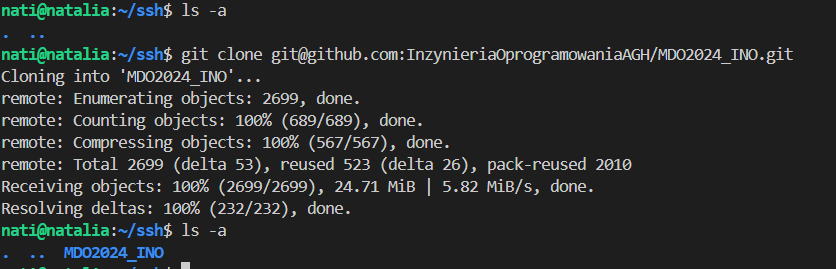 nati@natalia:~/ssh$ ls -a
.  ..
nati@natalia:~/ssh$ git clone git@github.com:InzynieriaOprogramowaniaAGH/MDO2024_INO.git
Cloning into 'MDO2024_INO'...
remote: Enumerating objects: 2699, done.
remote: Counting objects: 100% (689/689), done.
remote: Compressing objects: 100% (567/567), done.
remote: Total 2699 (delta 53), reused 523 (delta 26), pack-reused 2010
Receiving objects: 100% (2699/2699), 24.71 MiB | 5.82 MiB/s, done.
Resolving deltas: 100% (232/232), done.
nati@natalia:~/ssh$ ls -a
.  ..  MDO2024_INO
nati@natalia:~/ssh$